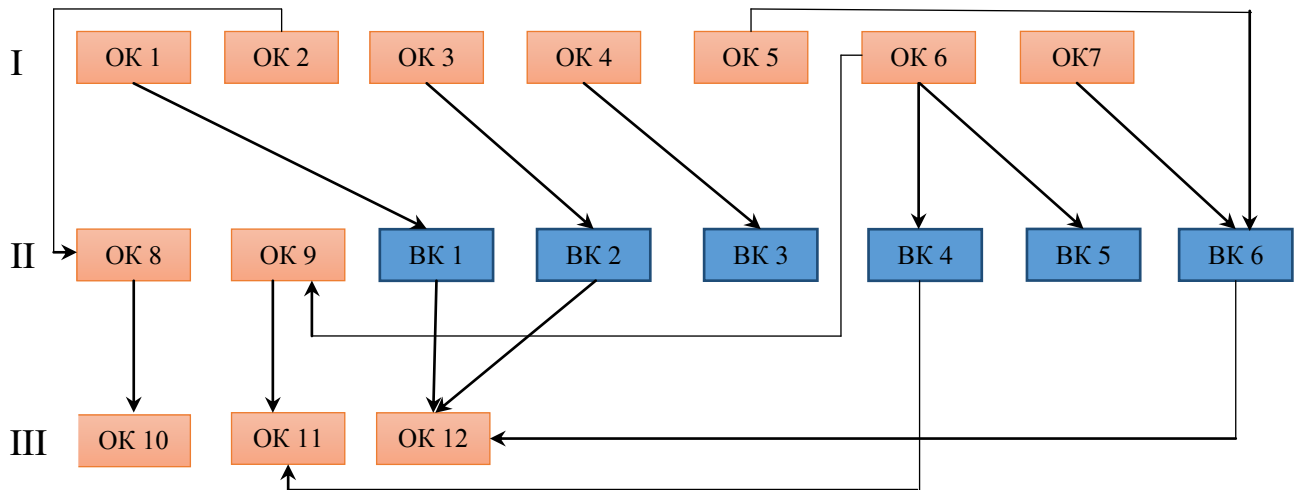 I ОК 1 ОК 2 ОК 3 ОК 4 ОК 5 ОК 6 ОК7
II ОК 8 ОК 9 ВК 1 ВК 2 ВК 3 ВК 4 ВК 5 ВК 6
III ОК 10 ОК 11 ОК 12